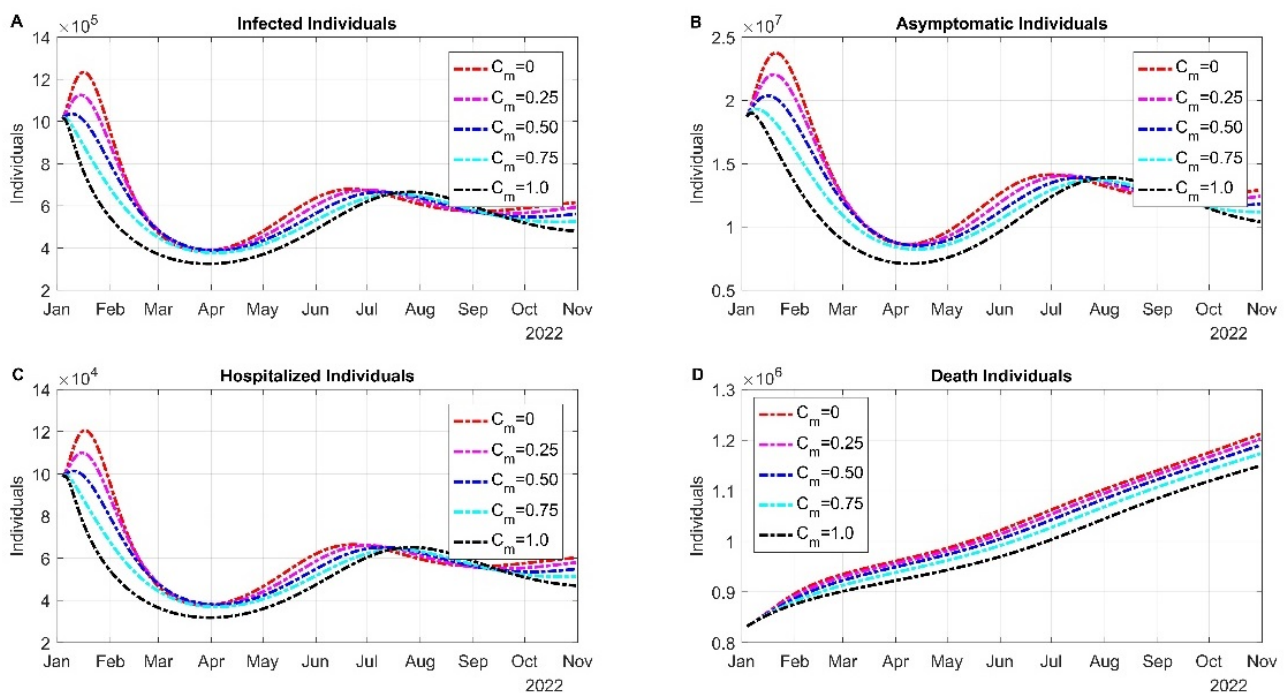 A
×10^5
Infected Individuals
14
12
10
8
6
4
2
Individuals
C_m=0
C_m=0.25
C_m=0.50
C_m=0.75
C_m=1.0
Jan Feb Mar Apr May Jun Jul Aug Sep Oct Nov
2022
B
×10^7
Asymptomatic Individuals
2.5
2
1.5
1
0.5
Individuals
C_m=0
C_m=0.25
C_m=0.50
C_m=0.75
C_m=1.0
Jan Feb Mar Apr May Jun Jul Aug Sep Oct Nov
2022
C
×10^4
Hospitalized Individuals
14
12
10
8
6
4
2
Individuals
C_m=0
C_m=0.25
C_m=0.50
C_m=0.75
C_m=1.0
Jan Feb Mar Apr May Jun Jul Aug Sep Oct Nov
2022
D
×10^6
Death Individuals
1.3
1.2
1.1
1
0.9
0.8
Individuals
C_m=0
C_m=0.25
C_m=0.50
C_m=0.75
C_m=1.0
Jan Feb Mar Apr May Jun Jul Aug Sep Oct Nov
2022